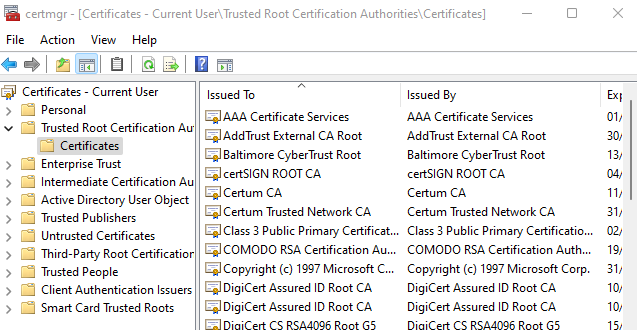 certmgr - [Certificates - Current User\Trusted Root Certification Authorities\Certificates]
File Action View Help
Certificates - Current User
Personal
Trusted Root Certification Au
Certificates
Enterprise Trust
Intermediate Certification Au
Active Directory User Object
Trusted Publishers
Untrusted Certificates
Third-Party Root Certification
Trusted People
Client Authentication Issuers
Smart Card Trusted Roots
Issued To Issued By Exp
AAA Certificate Services AAA Certificate Services 01/
AddTrust External CA Root AddTrust External CA Root 30/
Baltimore CyberTrust Root Baltimore CyberTrust Root 13/
certSIGN ROOT CA certSIGN ROOT CA 04/
Certum CA Certum CA 11/
Certum Trusted Network CA Certum Trusted Network CA 31/
Class 3 Public Primary Certificat... Class 3 Public Primary Certificatio... 02/
COMODO RSA Certification Au... COMODO RSA Certification Auth... 19/
Copyright (c) 1997 Microsoft C... Copyright (c) 1997 Microsoft Corp. 31/
DigiCert Assured ID Root CA DigiCert Assured ID Root CA 10/
DigiCert Assured ID Root CA DigiCert Assured ID Root CA 10/
DigiCert CS RSA4096 Root G5 DigiCert CS RSA4096 Root G5 15/